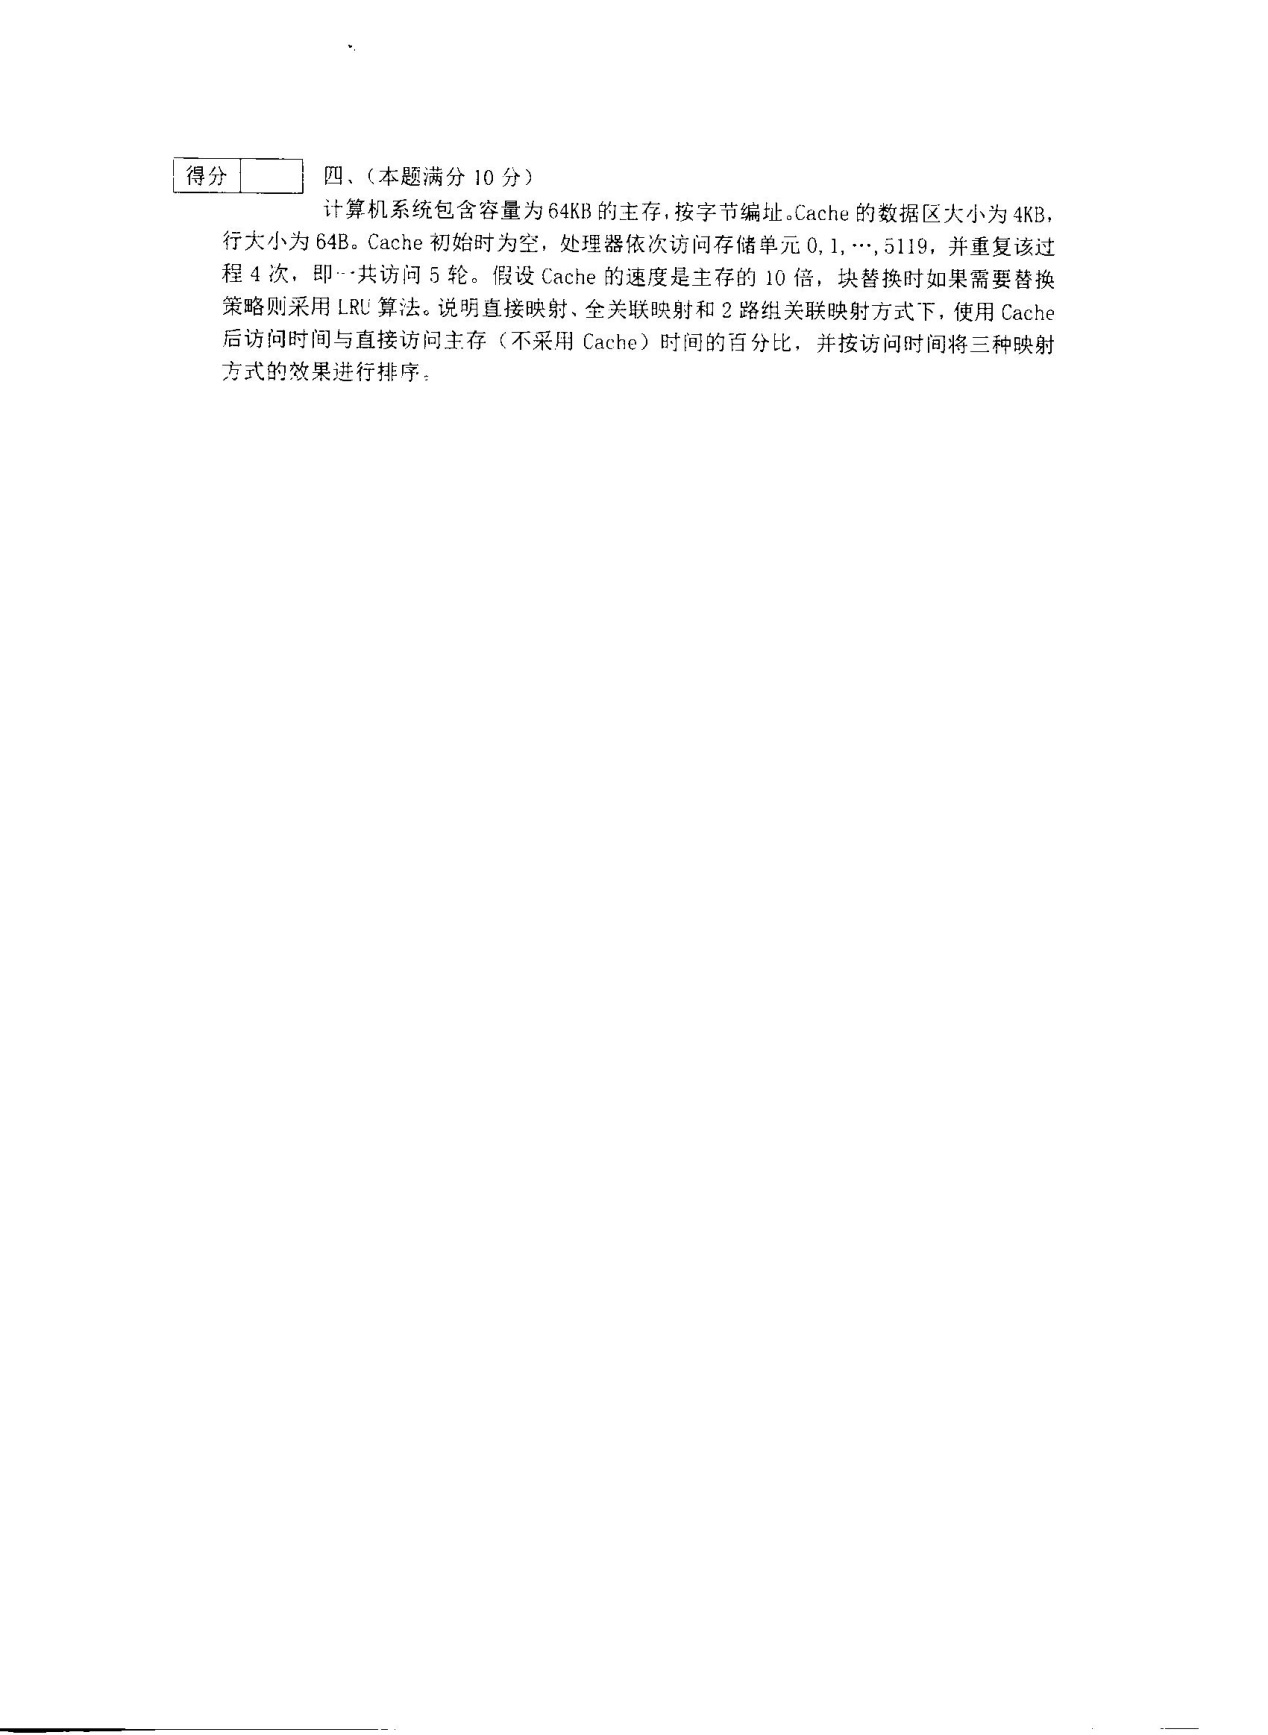 得分 四、（本题满分 10 分）
计算机系统包含容量为 64KB 的主存，按字节编址。Cache 的数据区大小为 4KB，
行大小为 64B。Cache 初始时为空，处理器依次访问存储单元 0, 1, …, 5119，并重复该过
程 4 次，即一共访问 5 轮。假设 Cache 的速度是主存的 10 倍，块替换时如果需要替换
策略则采用 LRU 算法。说明直接映射、全关联映射和 2 路组关联映射方式下，使用 Cache
后访问时间与直接访问主存（不采用 Cache）时间的百分比，并按访问时间将三种映射
方式的效果进行排序。